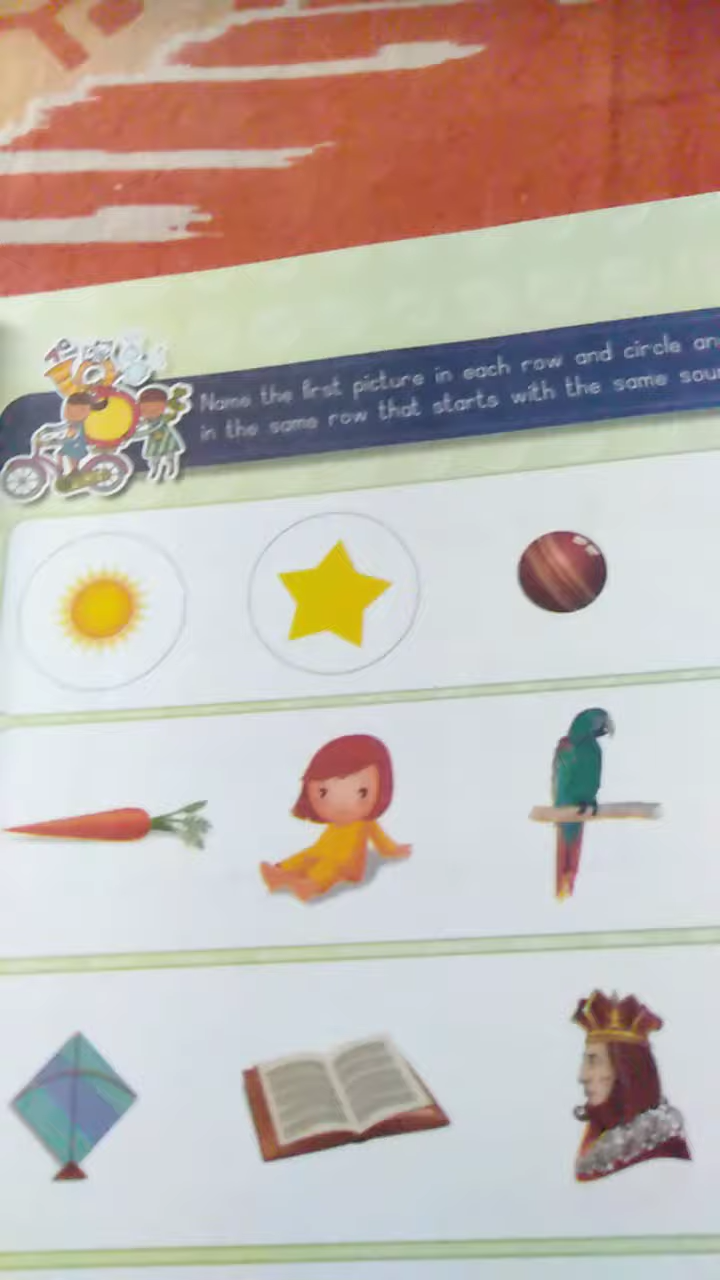 Name the first picture in each row and circle an
in the same row that starts with the same sou